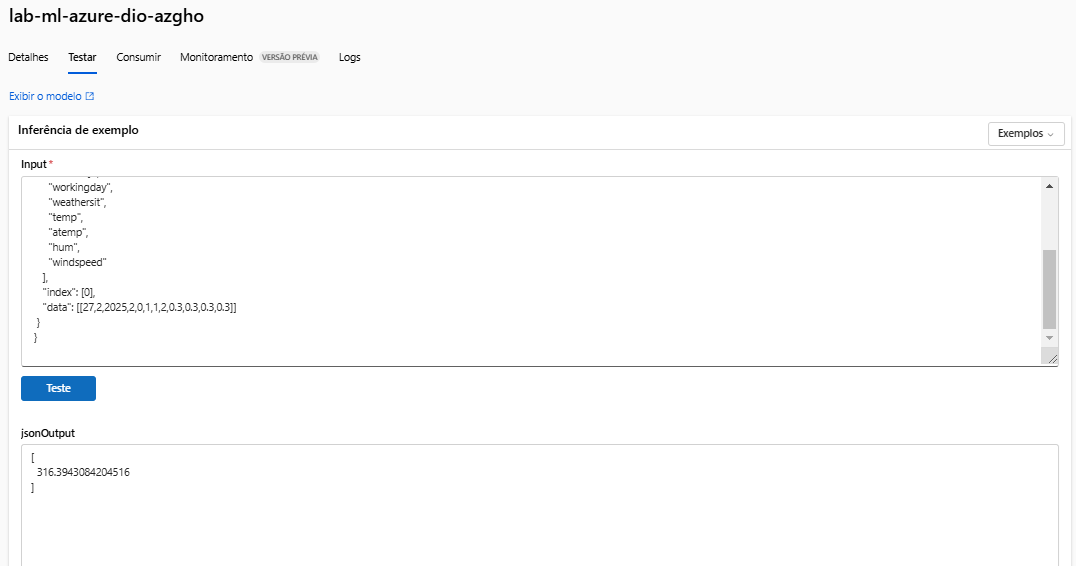 lab-ml-azure-dio-azgho
Detalhes Testar Consumir Monitoramento VERSÃO PRÉVIA Logs
Exibir o modelo
Inferência de exemplo
Exemplos
Input *
"workingday",
"weathersit",
"temp",
"atemp",
"hum",
"windspeed"
],
"index": [0],
"data": [[27,2,2025,2,0,1,1,2,0.3,0.3,0.3,0.3]]
}
}
Teste
jsonOutput
[
316.3943084204516
]